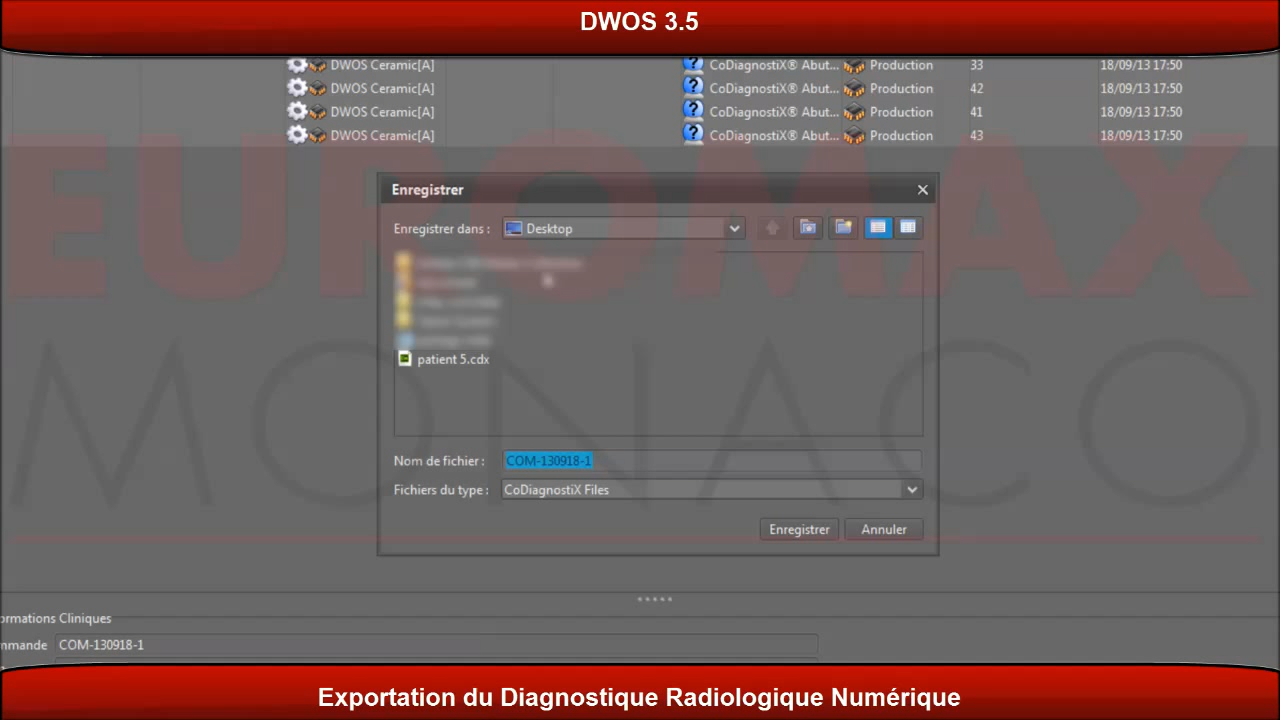 DWOS 3.5
DWOS Ceramic[A] CoDiagnostiX® Abut... Production 33 18/09/13 17:50
DWOS Ceramic[A] CoDiagnostiX® Abut... Production 42 18/09/13 17:50
DWOS Ceramic[A] CoDiagnostiX® Abut... Production 41 18/09/13 17:50
DWOS Ceramic[A] CoDiagnostiX® Abut... Production 43 18/09/13 17:50
EUROMAX
MONACO
Enregistrer
Enregistrer dans : Desktop
patient 5.cdx
Nom de fichier : COM-130918-1
Fichiers du type : CoDiagnostiX Files
Enregistrer Annuler
ormations Cliniques
mmande COM-130918-1
Exportation du Diagnostique Radiologique Numérique